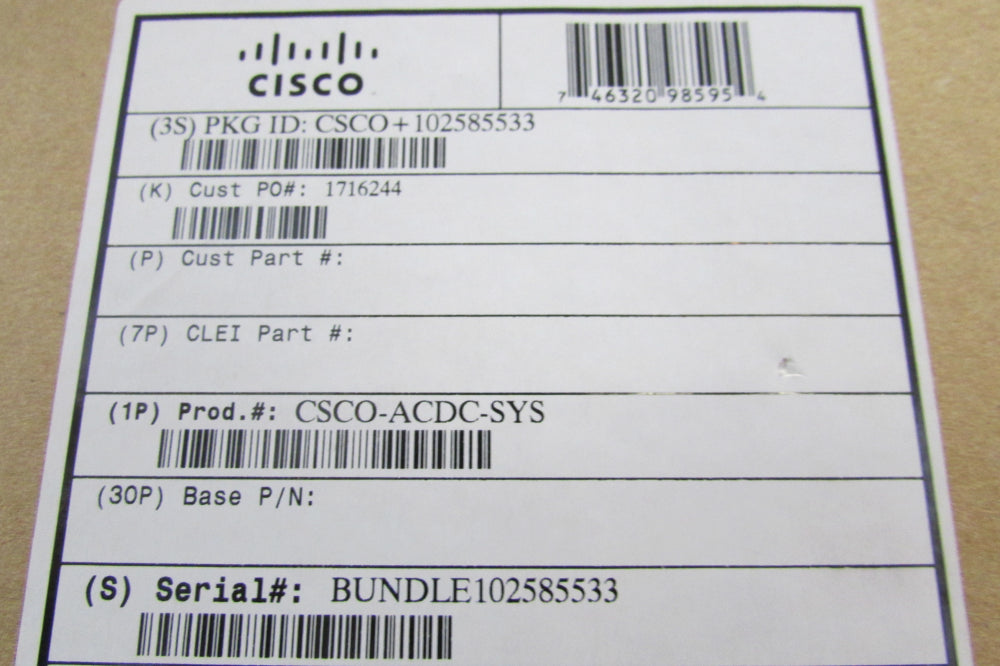 CISCO
7 46320 98595 4
(3S) PKG ID: CSCO+102585533
(K) Cust PO#: 1716244
(P) Cust Part #:
(7P) CLEI Part #:
(1P) Prod.#: CSCO-ACDC-SYS
(30P) Base P/N:
(S) Serial#: BUNDLE102585533